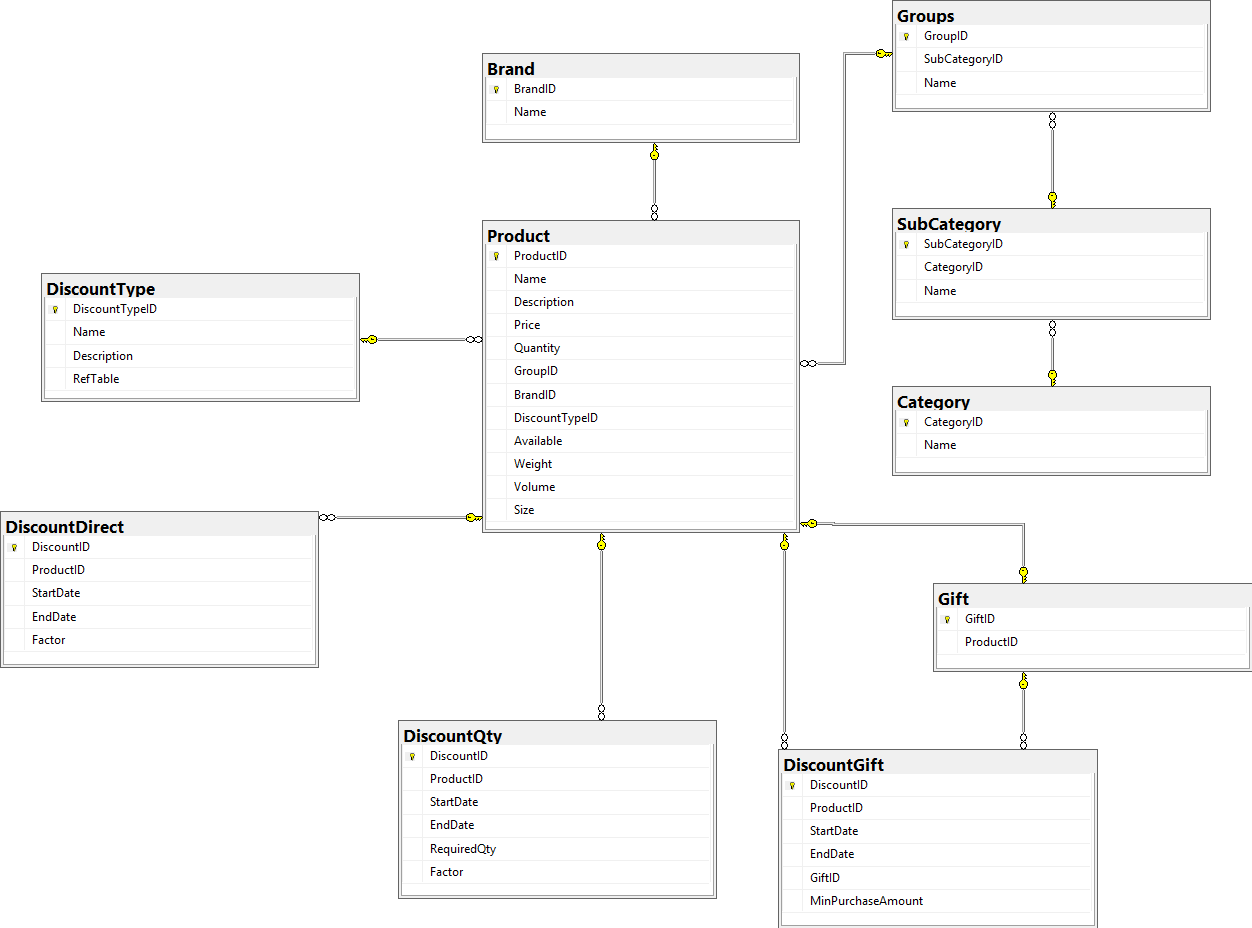 Groups
GroupID
SubCategoryID
Name
Brand
BrandID
Name
SubCategory
SubCategoryID
CategoryID
Name
Product
ProductID
Name
Description
Price
Quantity
GroupID
BrandID
DiscountTypeID
Available
Weight
Volume
Size
DiscountType
DiscountTypeID
Name
Description
RefTable
Category
CategoryID
Name
DiscountDirect
DiscountID
ProductID
StartDate
EndDate
Factor
Gift
GiftID
ProductID
DiscountQty
DiscountID
ProductID
StartDate
EndDate
RequiredQty
Factor
DiscountGift
DiscountID
ProductID
StartDate
EndDate
GiftID
MinPurchaseAmount